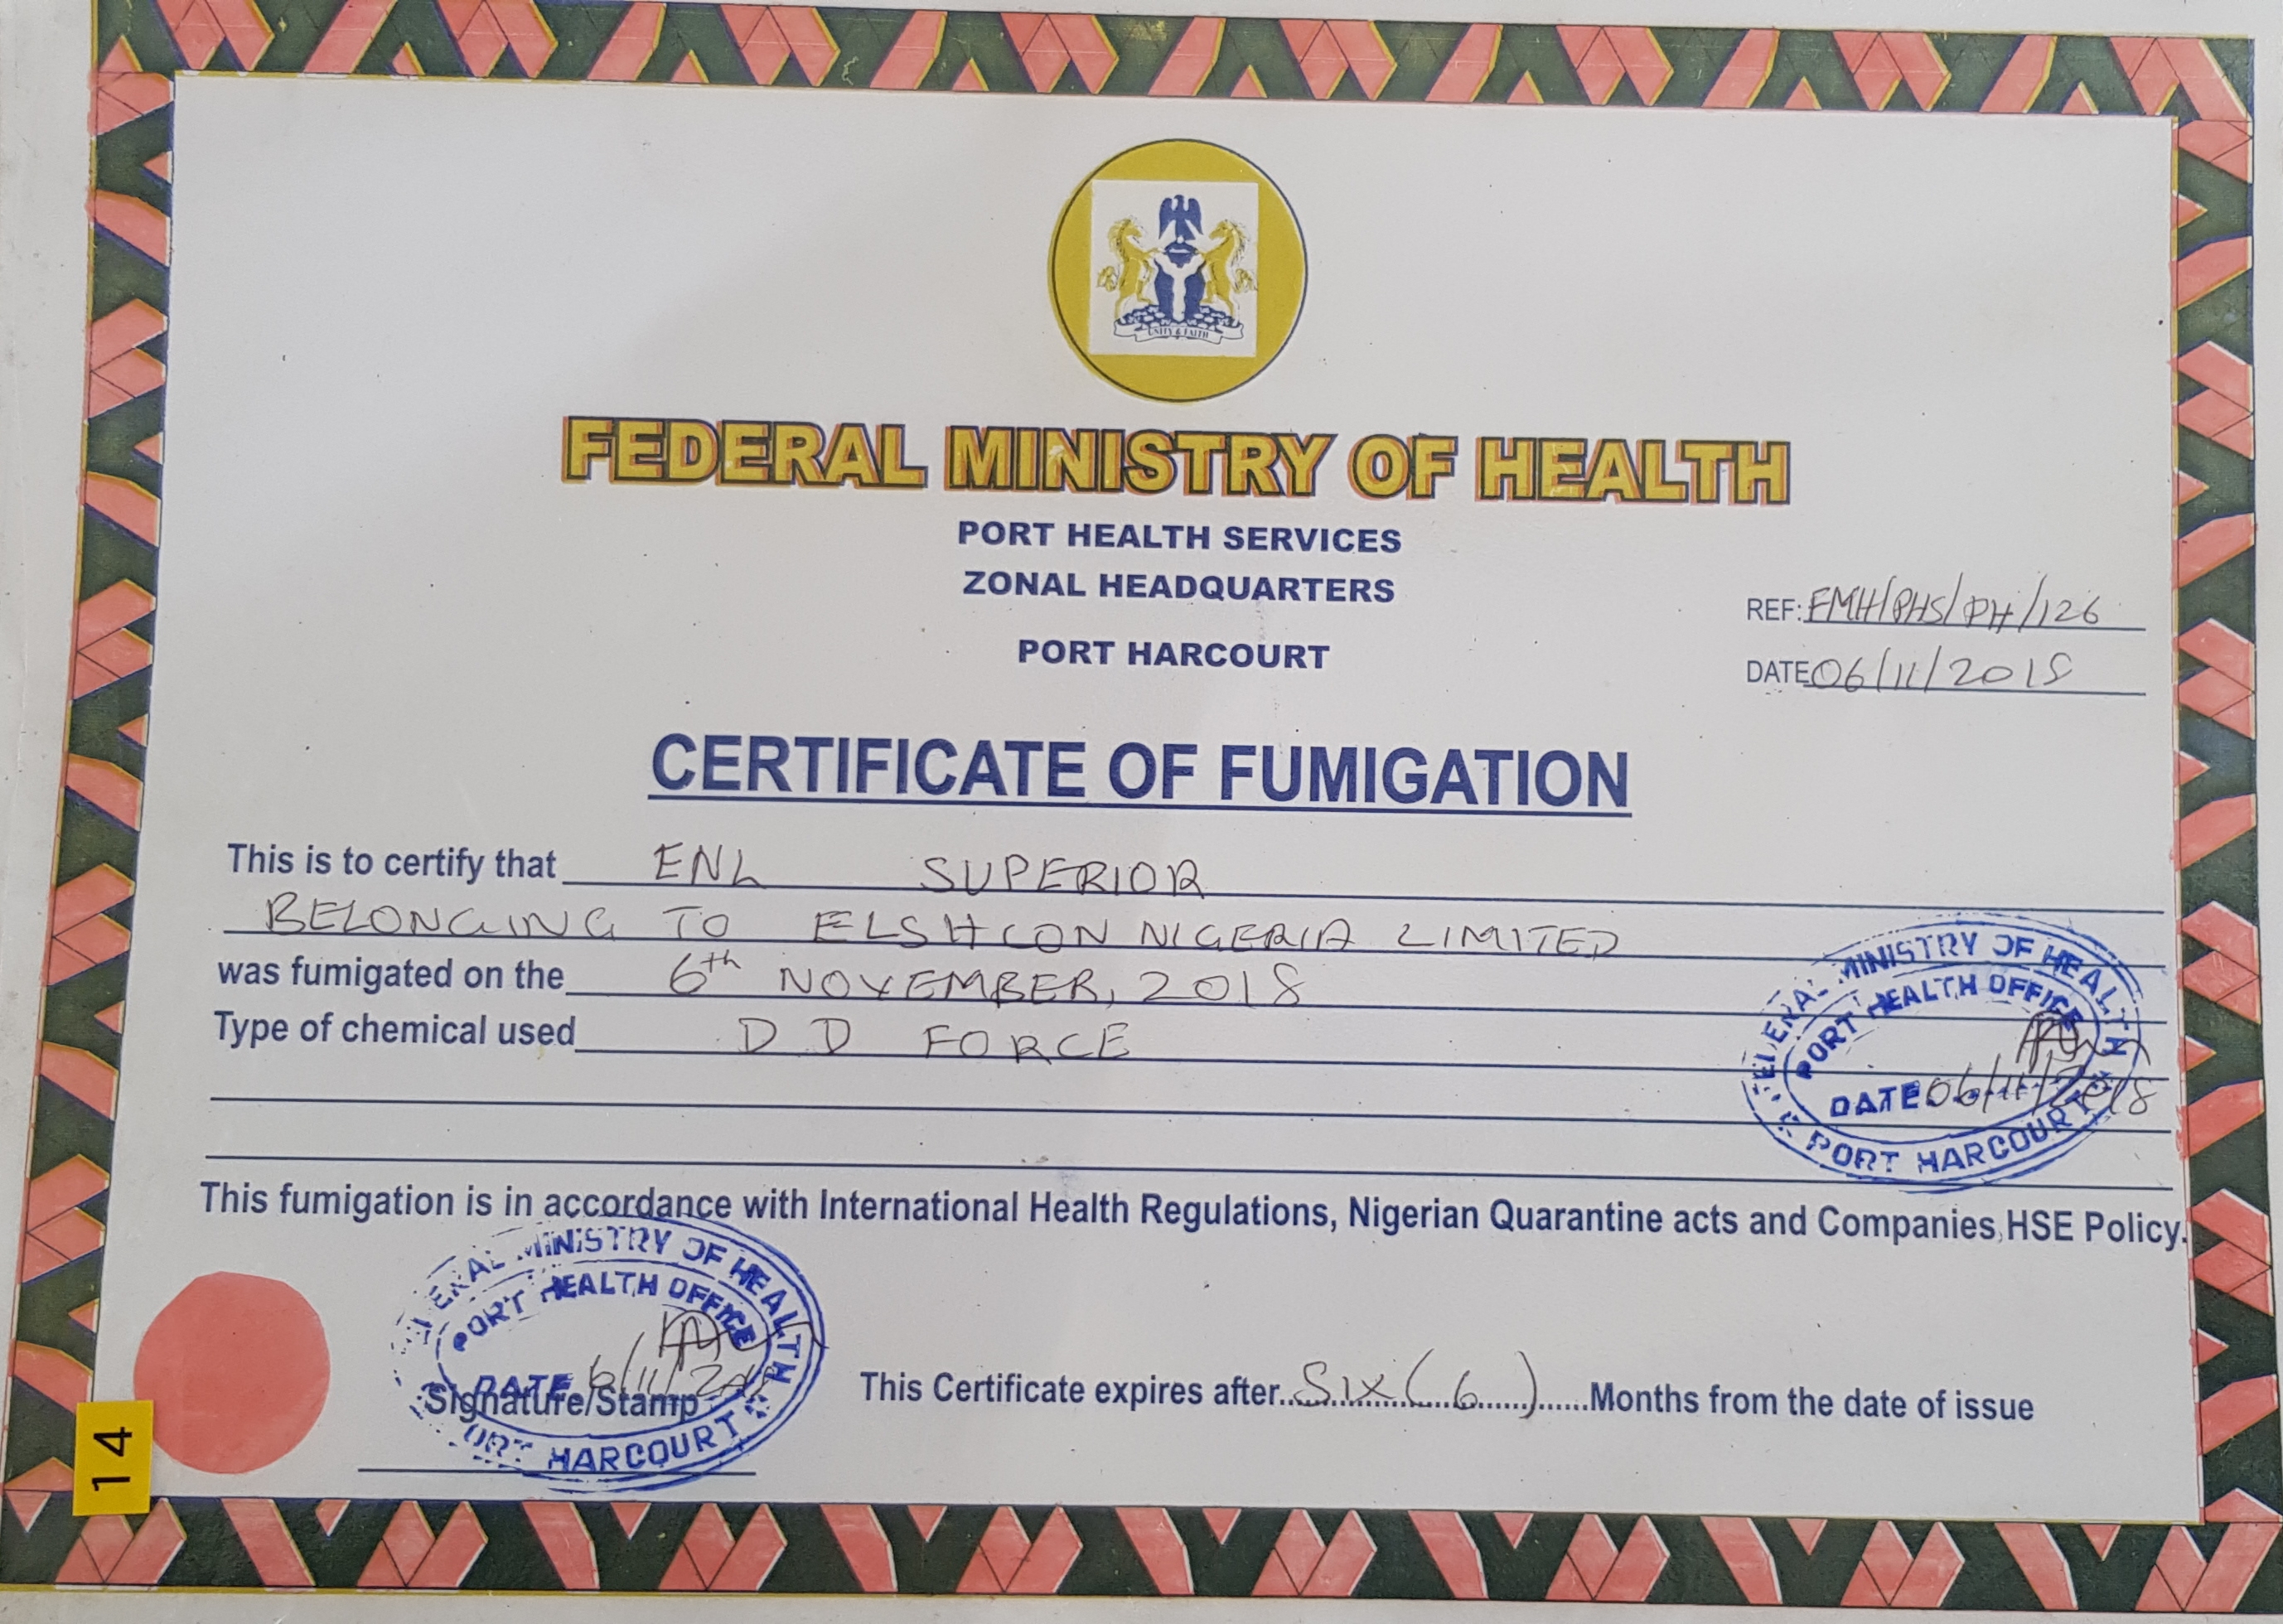 UNITY & FAITH
FEDERAL MINISTRY OF HEALTH
PORT HEALTH SERVICES
ZONAL HEADQUARTERS
PORT HARCOURT
REF: FMH/PHS/PH/126
DATE 06/11/2018
CERTIFICATE OF FUMIGATION
This is to certify that ENL SUPERIOR
BELONGING TO ELSHCON NIGERIA LIMITED
was fumigated on the 6th NOVEMBER, 2018
Type of chemical used D D FORCE
FEDERAL MINISTRY OF HEALTH
PORT HEALTH OFFICE
DATE 06/11/2018
PORT HARCOURT
This fumigation is in accordance with International Health Regulations, Nigerian Quarantine acts and Companies, HSE Policy.
FEDERAL MINISTRY OF HEALTH
PORT HEALTH OFFICE
DATE 6/11/2018
Signature/Stamp
PORT HARCOURT
This Certificate expires after Six (6) Months from the date of issue
14